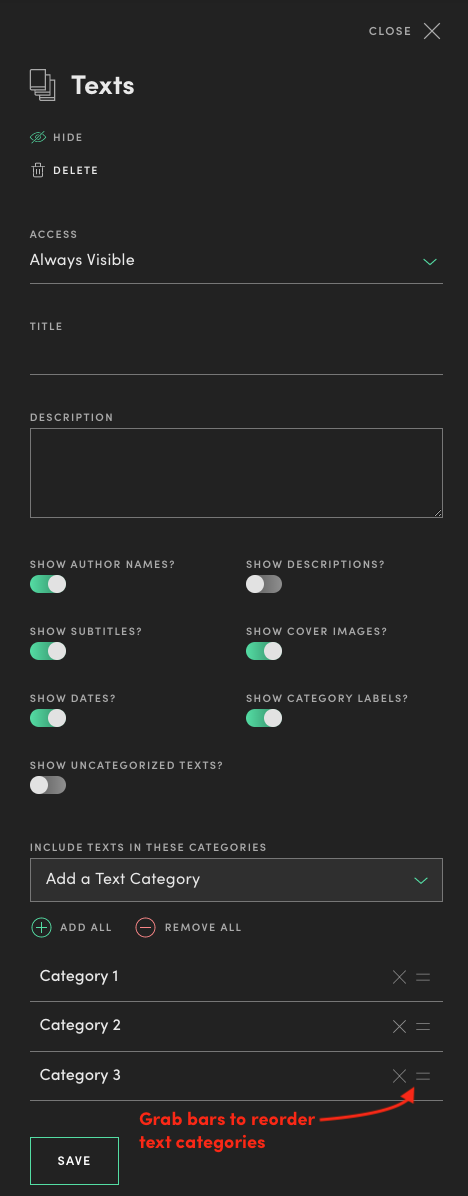 CLOSE
Texts
HIDE
DELETE
ACCESS
Always Visible
TITLE
DESCRIPTION
SHOW AUTHOR NAMES?
SHOW DESCRIPTIONS?
SHOW SUBTITLES?
SHOW COVER IMAGES?
SHOW DATES?
SHOW CATEGORY LABELS?
SHOW UNCATEGORIZED TEXTS?
INCLUDE TEXTS IN THESE CATEGORIES
Add a Text Category
ADD ALL
REMOVE ALL
Category 1
Category 2
Category 3
Grab bars to reorder
text categories
SAVE